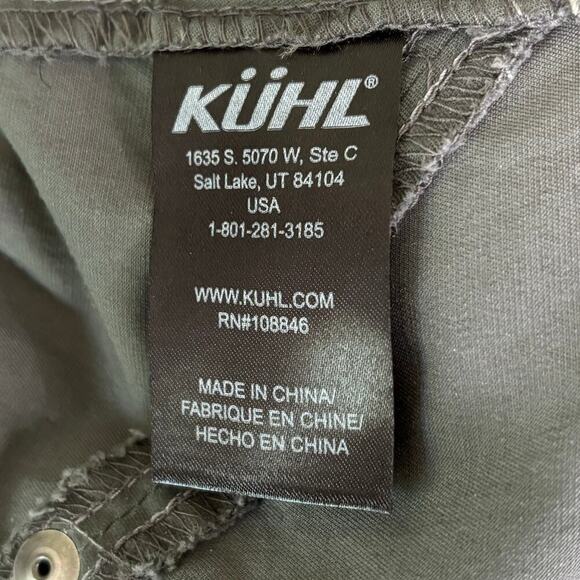 KÜHL®
1635 S. 5070 W, Ste C
Salt Lake, UT 84104
USA
1-801-281-3185
WWW.KUHL.COM
RN#108846
MADE IN CHINA/
FABRIQUE EN CHINE/
HECHO EN CHINA